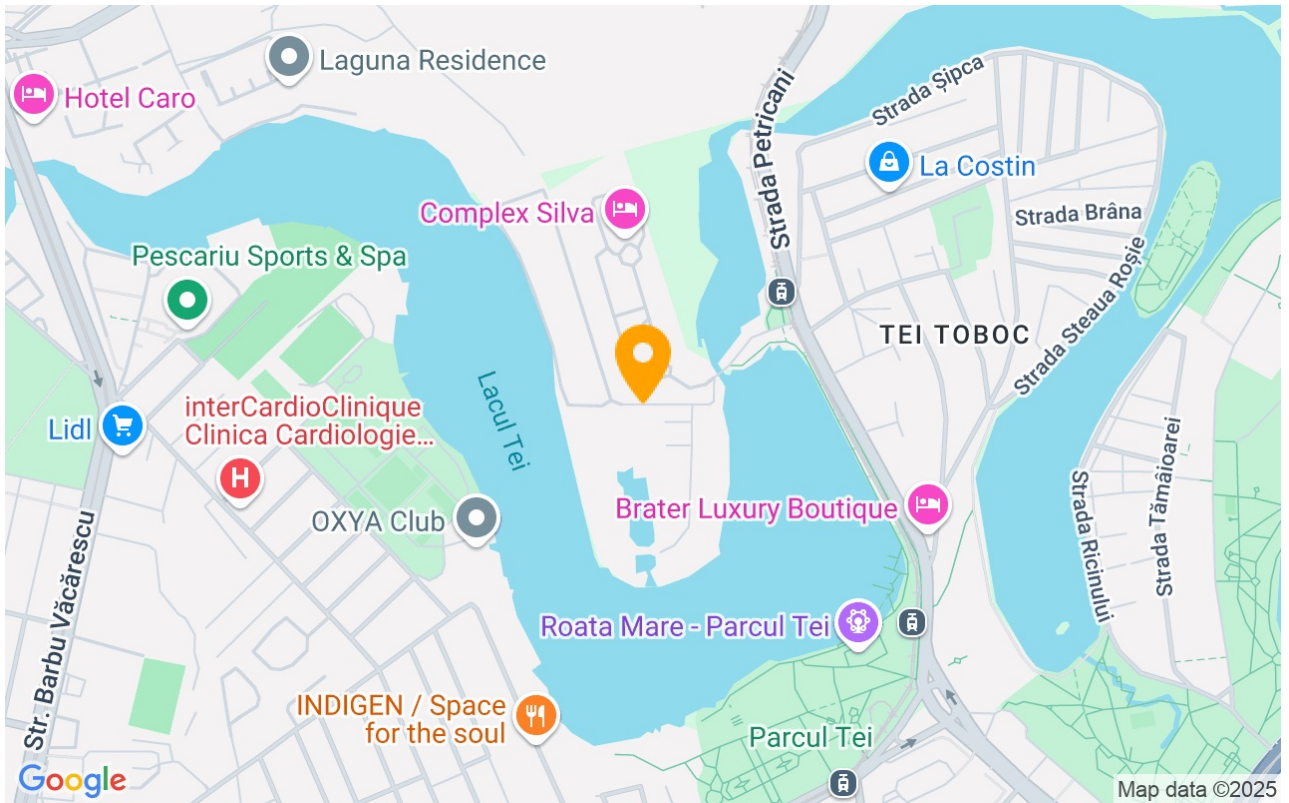 Laguna Residence
Hotel Caro
Strada Petricani
Strada Șipca
La Costin
Complex Silva
Strada Brâna
Pescariu Sports & Spa
Strada Steaua Roșie
TEI TOBOC
Lacul Tei
interCardioClinique
Clinica Cardiologie...
Lidl
H
OXYA Club
Brater Luxury Boutique
Strada Ricinului
Strada Tămâioarei
Str. Barbu Văcărescu
Roata Mare - Parcul Tei
INDIGEN / Space
for the soul
Parcul Tei
Google
Map data ©2025